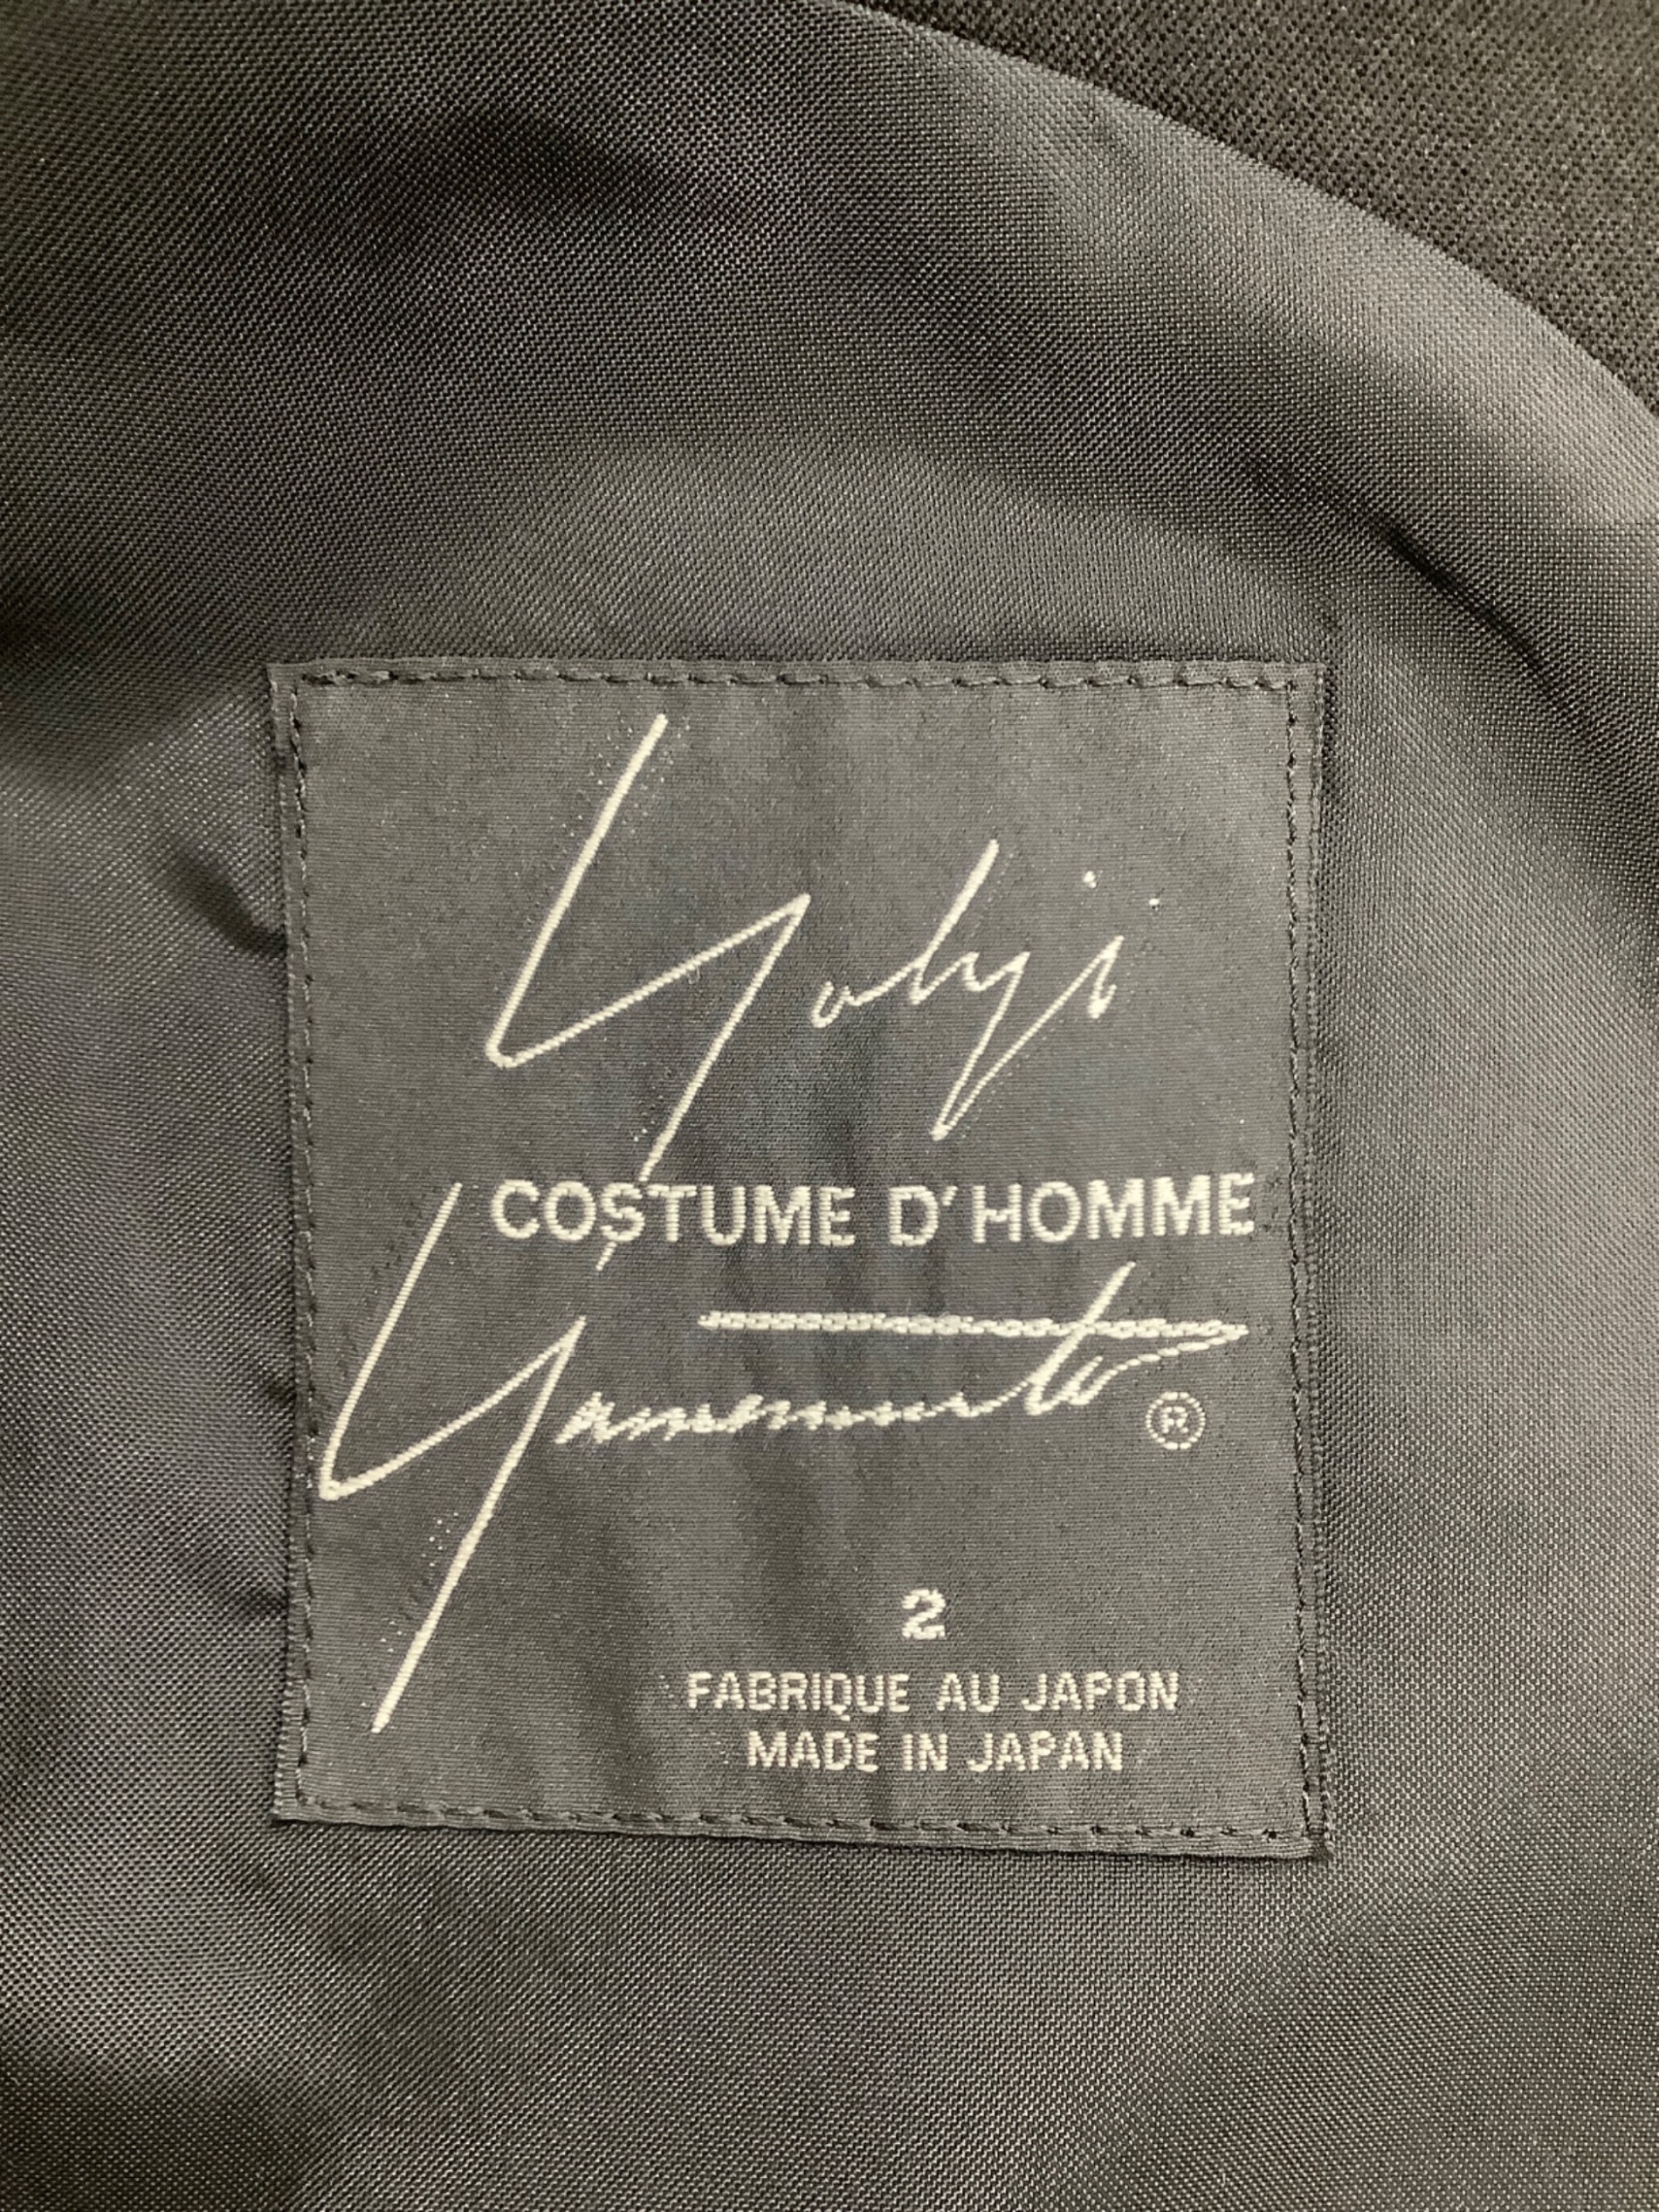 Yohji
COSTUME D'HOMME
Yamamoto ®
2
FABRIQUE AU JAPON
MADE IN JAPAN